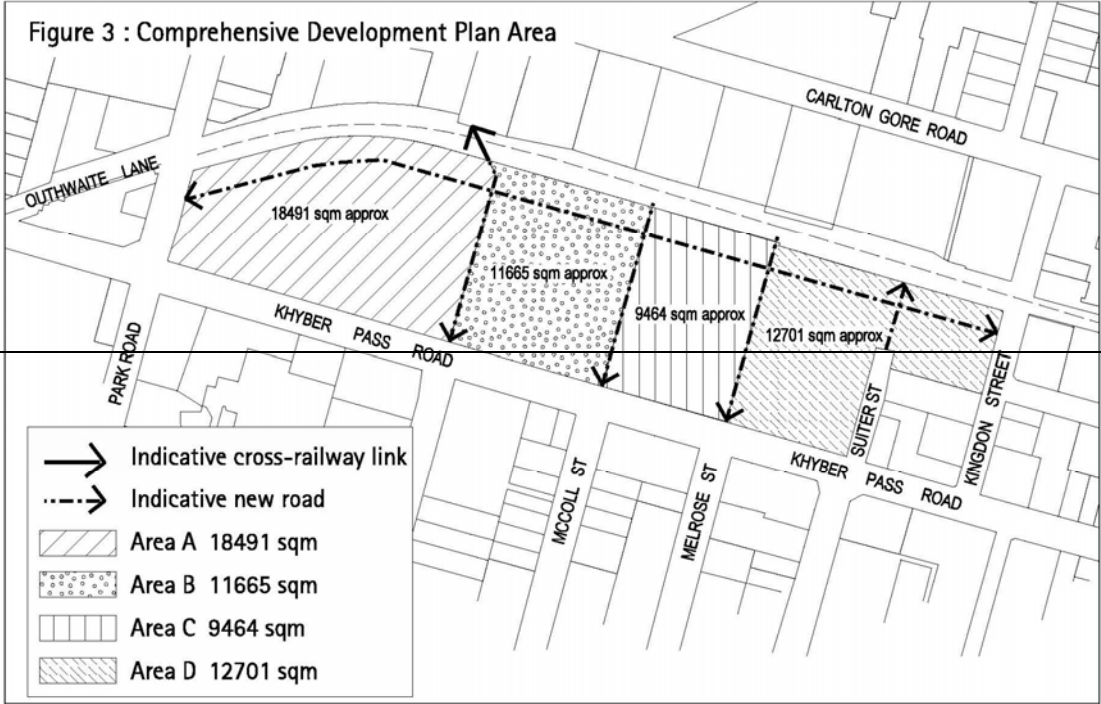 Figure 3 : Comprehensive Development Plan Area
CARLTON GORE ROAD
OUTHWAITE LANE
18491 sqm approx
11665 sqm approx
9464 sqm approx
12701 sqm approx
KHYBER PASS ROAD
PARK ROAD
SUITER ST
KINGDON STREET
KHYBER PASS ROAD
MCCOLL ST
MELROSE ST
Indicative cross-railway link
Indicative new road
Area A 18491 sqm
Area B 11665 sqm
Area C 9464 sqm
Area D 12701 sqm